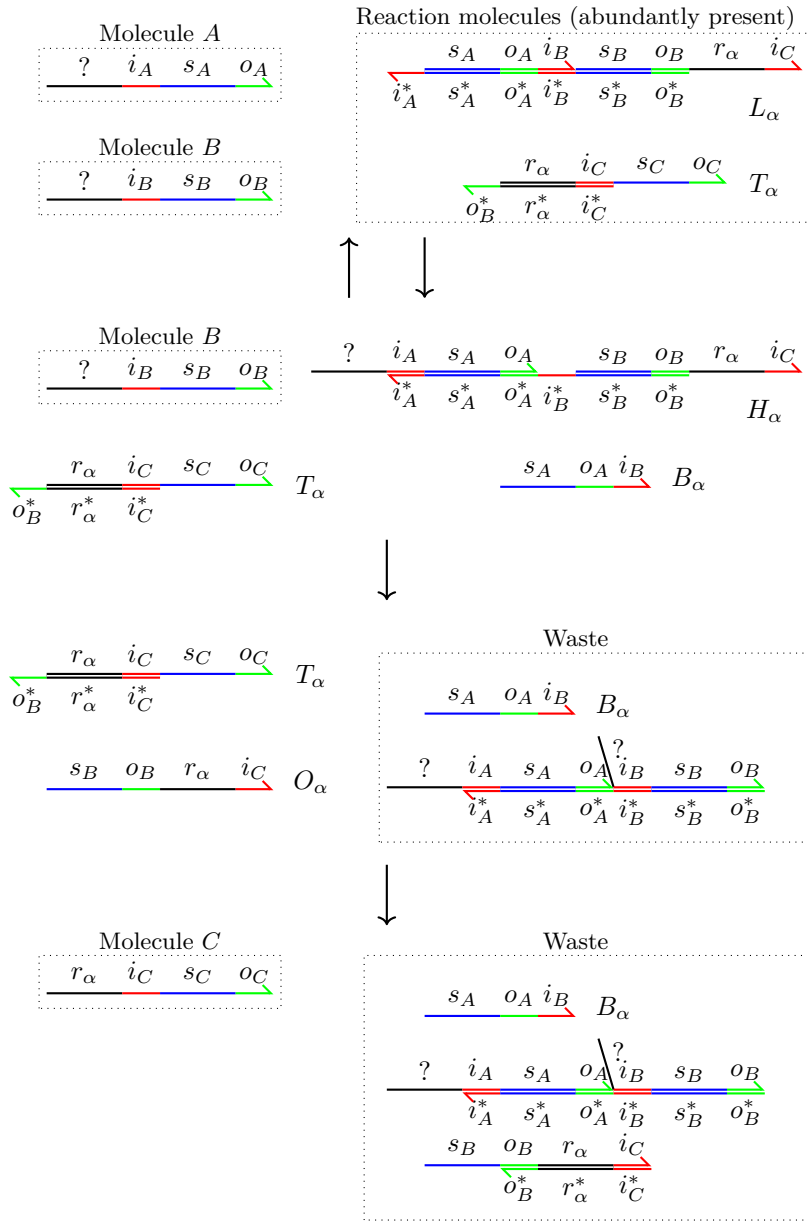 Molecule A
? i_A s_A o_A
Molecule B
? i_B s_B o_B
Reaction molecules (abundantly present)
s_A o_A i_B s_B o_B r_α i_C
i_A^* s_A^* o_A^* i_B^* s_B^* o_B^*
L_α
r_α i_C s_C o_C
T_α
o_B^* r_α^* i_C^*
Molecule B
? i_B s_B o_B
? i_A s_A o_A s_B o_B r_α i_C
i_A^* s_A^* o_A^* i_B^* s_B^* o_B^*
H_α
r_α i_C s_C o_C
T_α
o_B^* r_α^* i_C^*
s_A o_A i_B
B_α
r_α i_C s_C o_C
T_α
o_B^* r_α^* i_C^*
s_B o_B r_α i_C
O_α
Waste
s_A o_A i_B
B_α
?
? i_A s_A o_A i_B s_B o_B
i_A^* s_A^* o_A^* i_B^* s_B^* o_B^*
Molecule C
r_α i_C s_C o_C
Waste
s_A o_A i_B
B_α
?
? i_A s_A o_A i_B s_B o_B
i_A^* s_A^* o_A^* i_B^* s_B^* o_B^*
s_B o_B r_α i_C
o_B^* r_α^* i_C^*